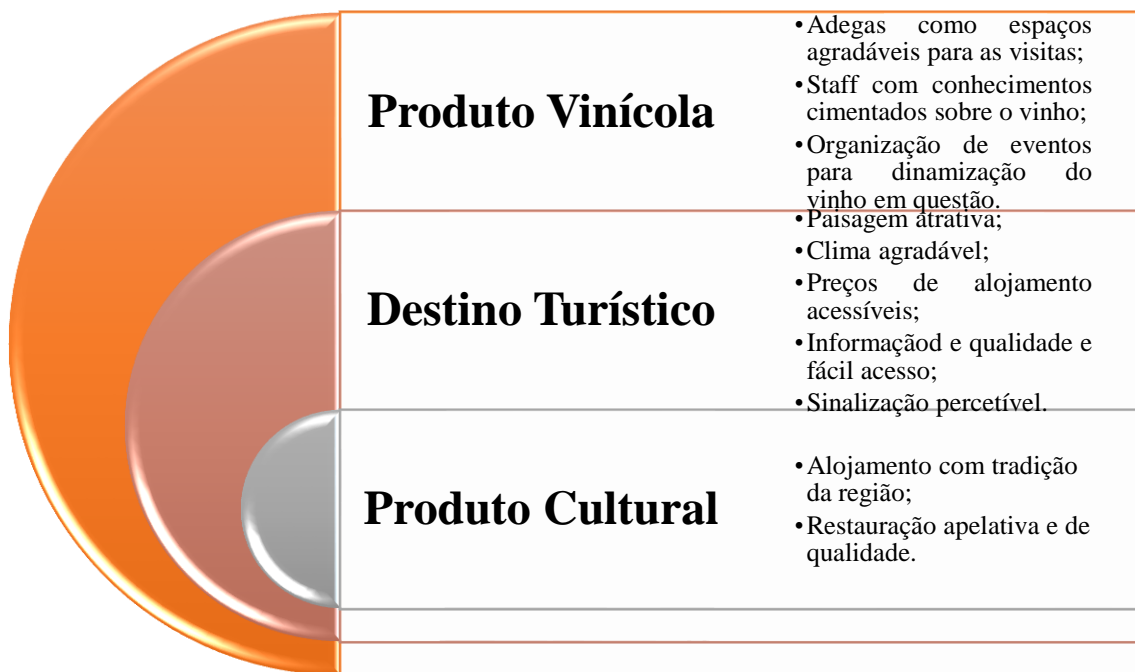 Produto Vinícola
•Adegas como espaços
agradáveis para as visitas;
•Staff com conhecimentos
cimentados sobre o vinho;
•Organização de eventos
para dinamização do
vinho em questão.
Destino Turístico
•Paisagem atrativa;
•Clima agradável;
•Preços de alojamento
acessíveis;
•Informaçãod e qualidade e
fácil acesso;
•Sinalização percetível.
Produto Cultural
•Alojamento com tradição
da região;
•Restauração apelativa e de
qualidade.